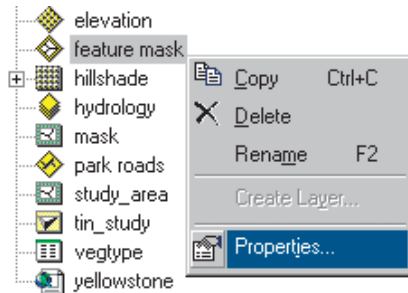 elevation
feature mask
hillshade
hydrology
mask
park roads
study_area
tin_study
vegtype
yellowstone
Copy Ctrl+C
Delete
Rename F2
Create Layer...
Properties...